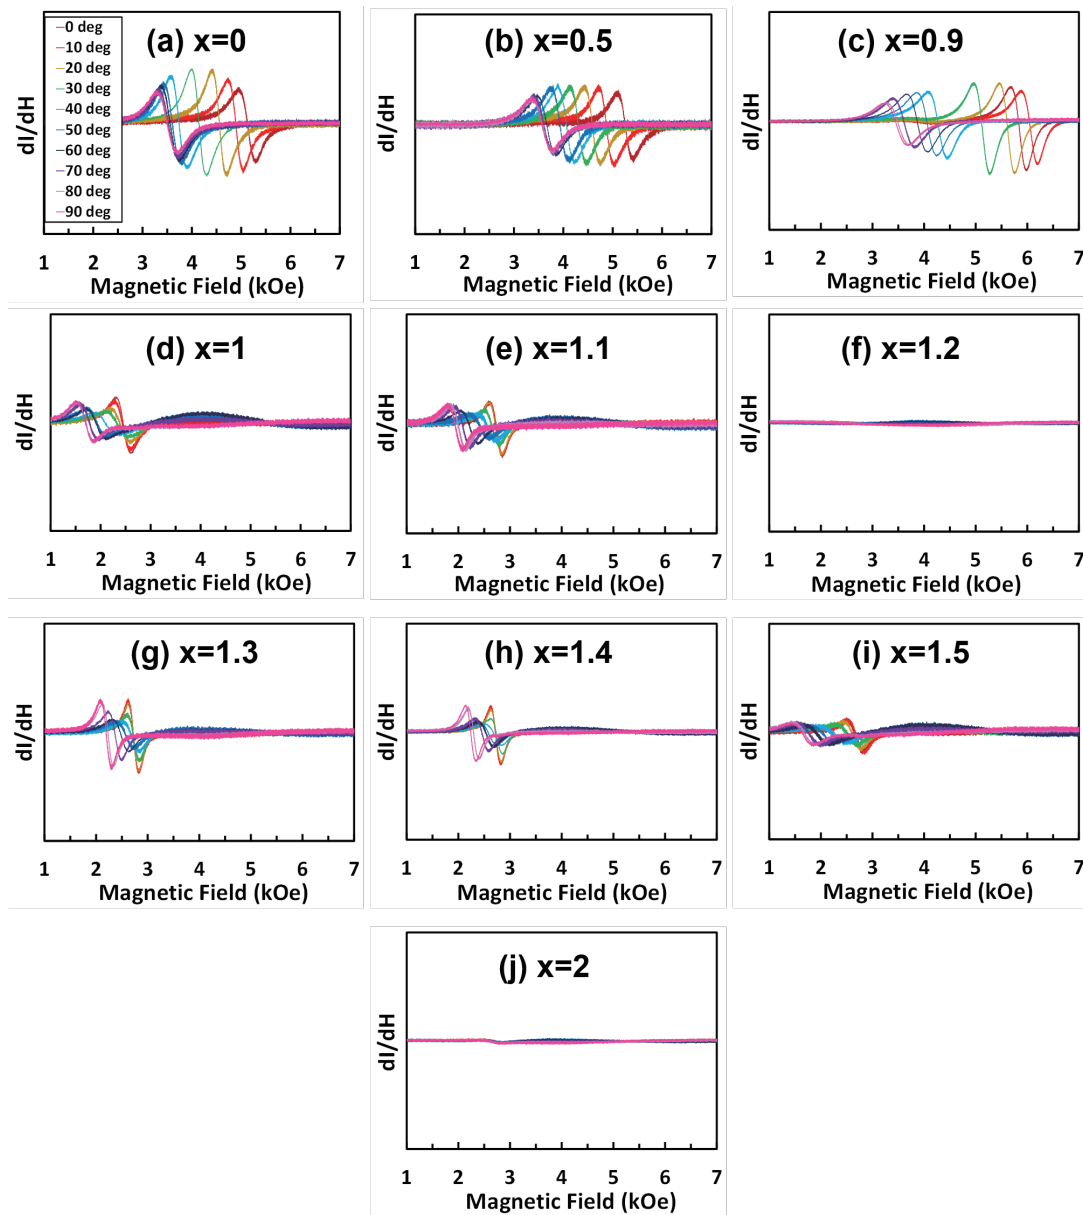 (a) x=0
0 deg
10 deg
20 deg
30 deg
40 deg
50 deg
60 deg
70 deg
80 deg
90 deg
dI/dH
1 2 3 4 5 6 7
Magnetic Field (kOe)
(b) x=0.5
dI/dH
1 2 3 4 5 6 7
Magnetic Field (kOe)
(c) x=0.9
dI/dH
1 2 3 4 5 6 7
Magnetic Field (kOe)
(d) x=1
dI/dH
1 2 3 4 5 6 7
Magnetic Field (kOe)
(e) x=1.1
dI/dH
1 2 3 4 5 6 7
Magnetic Field (kOe)
(f) x=1.2
dI/dH
1 2 3 4 5 6 7
Magnetic Field (kOe)
(g) x=1.3
dI/dH
1 2 3 4 5 6 7
Magnetic Field (kOe)
(h) x=1.4
dI/dH
1 2 3 4 5 6 7
Magnetic Field (kOe)
(i) x=1.5
dI/dH
1 2 3 4 5 6 7
Magnetic Field (kOe)
(j) x=2
dI/dH
1 2 3 4 5 6 7
Magnetic Field (kOe)